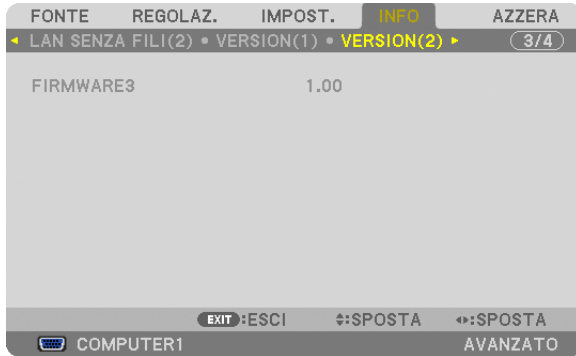 FONTE REGOLAZ. IMPOST. INFO AZZERA
LAN SENZA FILI(2) • VERSION(1) • VERSION(2) 3/4
FIRMWARE3 1.00
EXIT:ESCI :SPOSTA :SPOSTA
COMPUTER1 AVANZATO